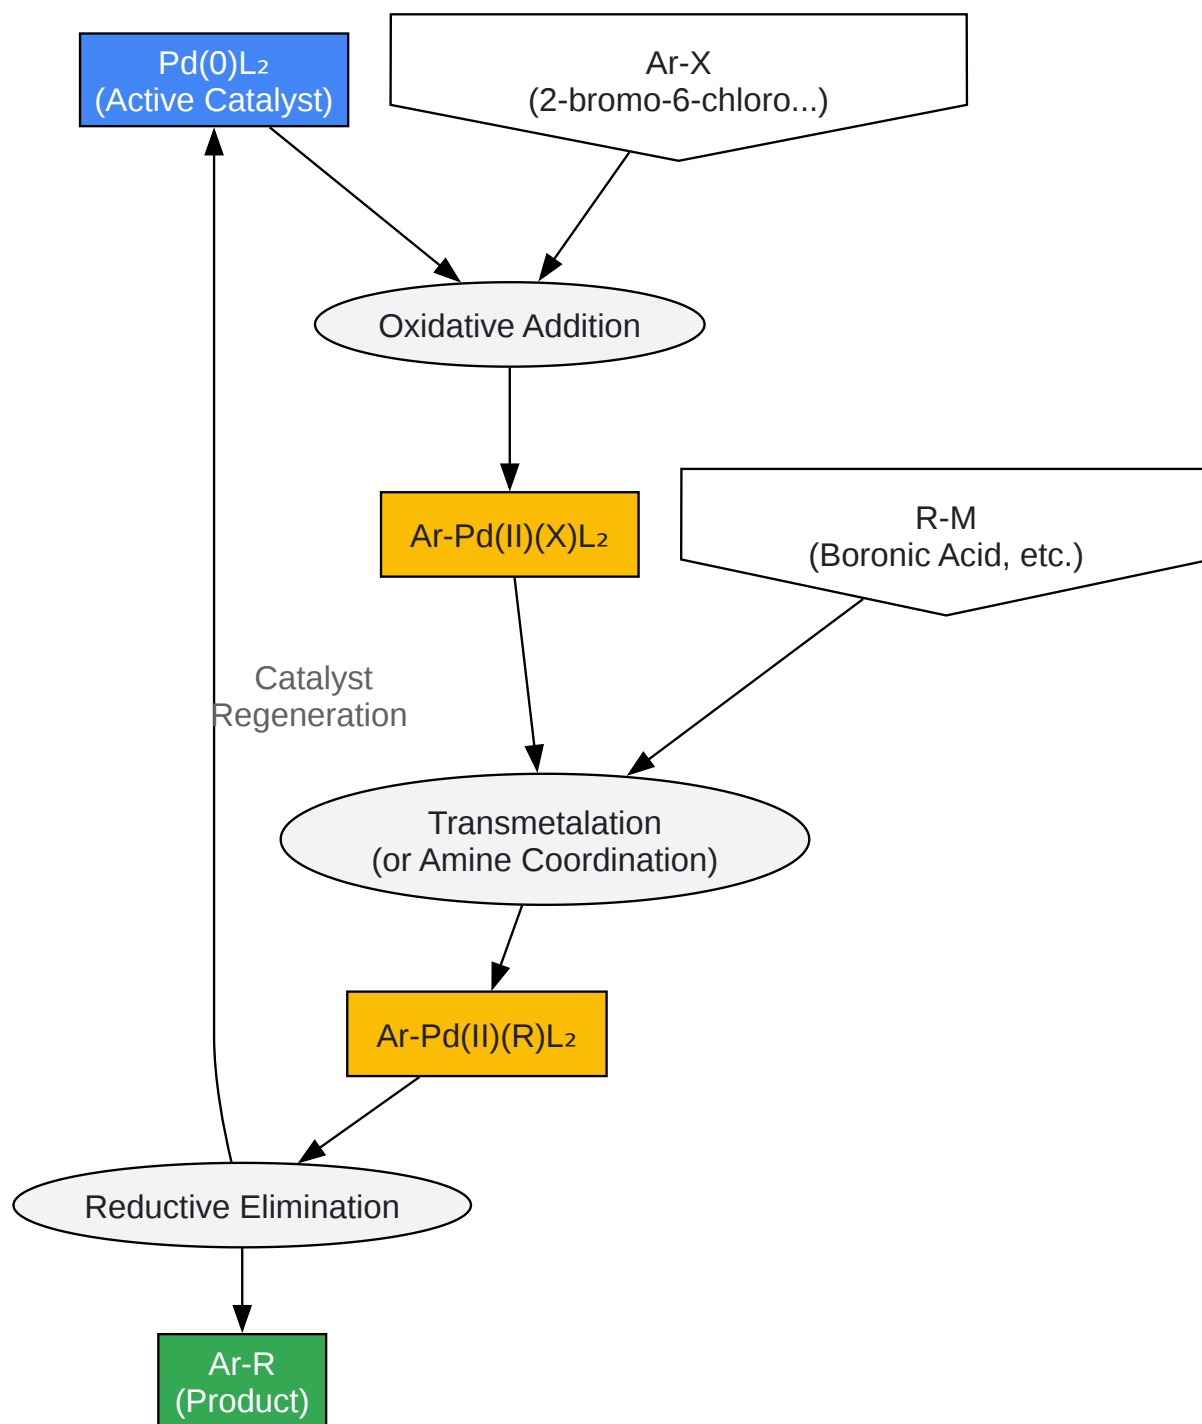 Pd(0)L₂
(Active Catalyst)
Ar-X
(2-bromo-6-chloro...)
Oxidative Addition
Ar-Pd(II)(X)L₂
R-M
(Boronic Acid, etc.)
Catalyst
Regeneration
Transmetalation
(or Amine Coordination)
Ar-Pd(II)(R)L₂
Reductive Elimination
Ar-R
(Product)